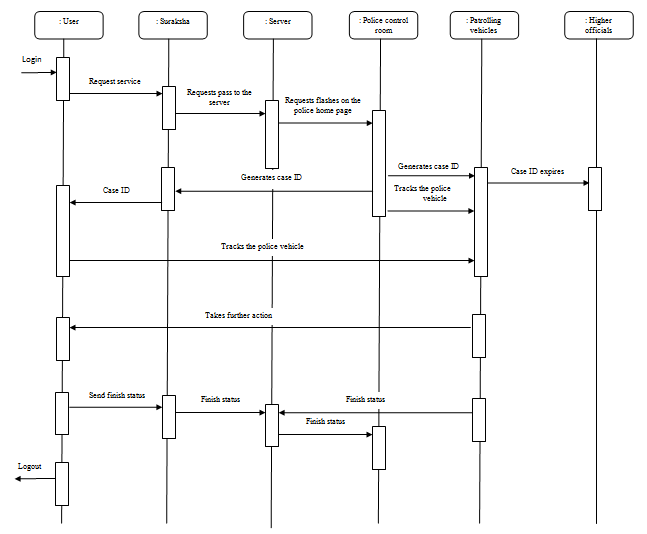 : User
: Suraksha
: Server
: Police control
room
: Patrolling
vehicles
: Higher
officials
Login
Request service
Requests pass to the
server
Requests flashes on the
police home page
Generates case ID
Case ID expires
Generates case ID
Case ID
Tracks the police
vehicle
Tracks the police vehicle
Takes further action
Send finish status
Finish status
Finish status
Finish status
Logout